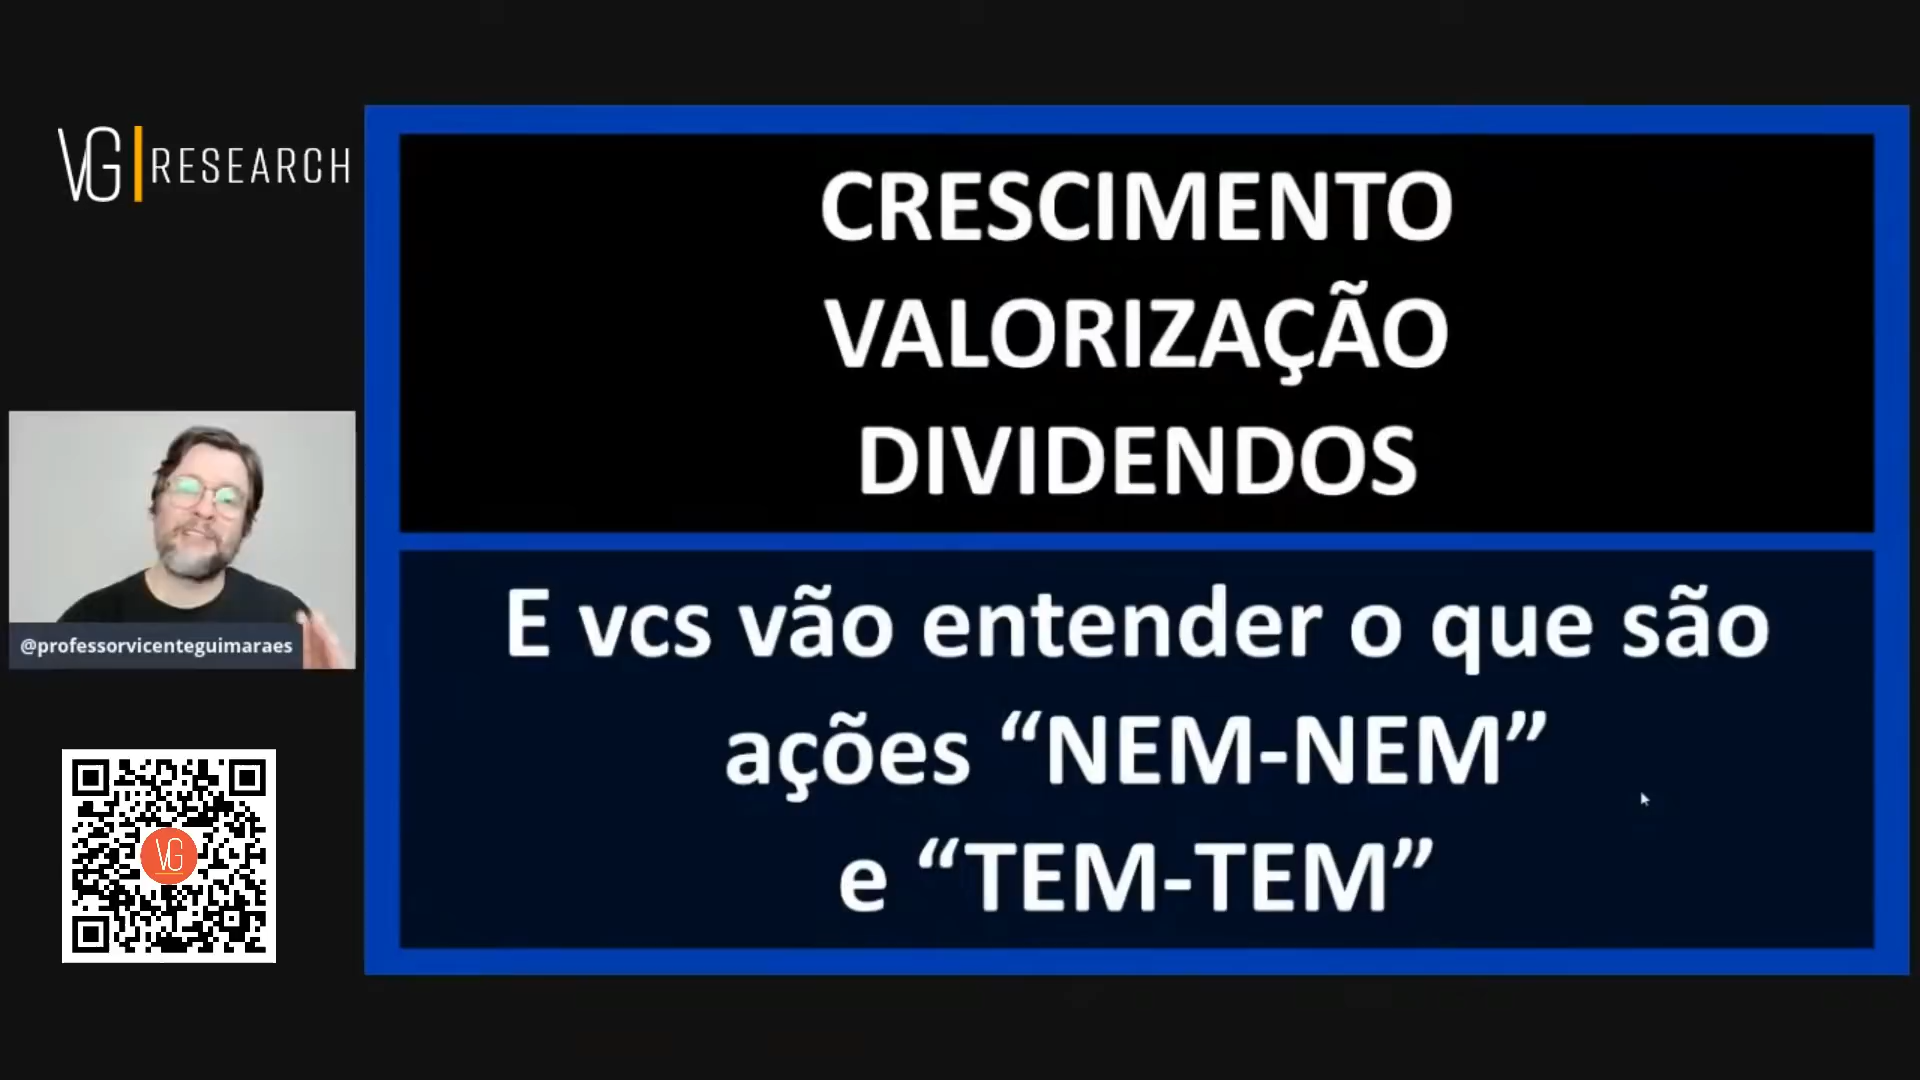 VG|RESEARCH
CRESCIMENTO
VALORIZAÇÃO
DIVIDENDOS
E vcs vão entender o que são
ações “NEM-NEM”
e “TEM-TEM”
@professorvicenteguimaraes
VG